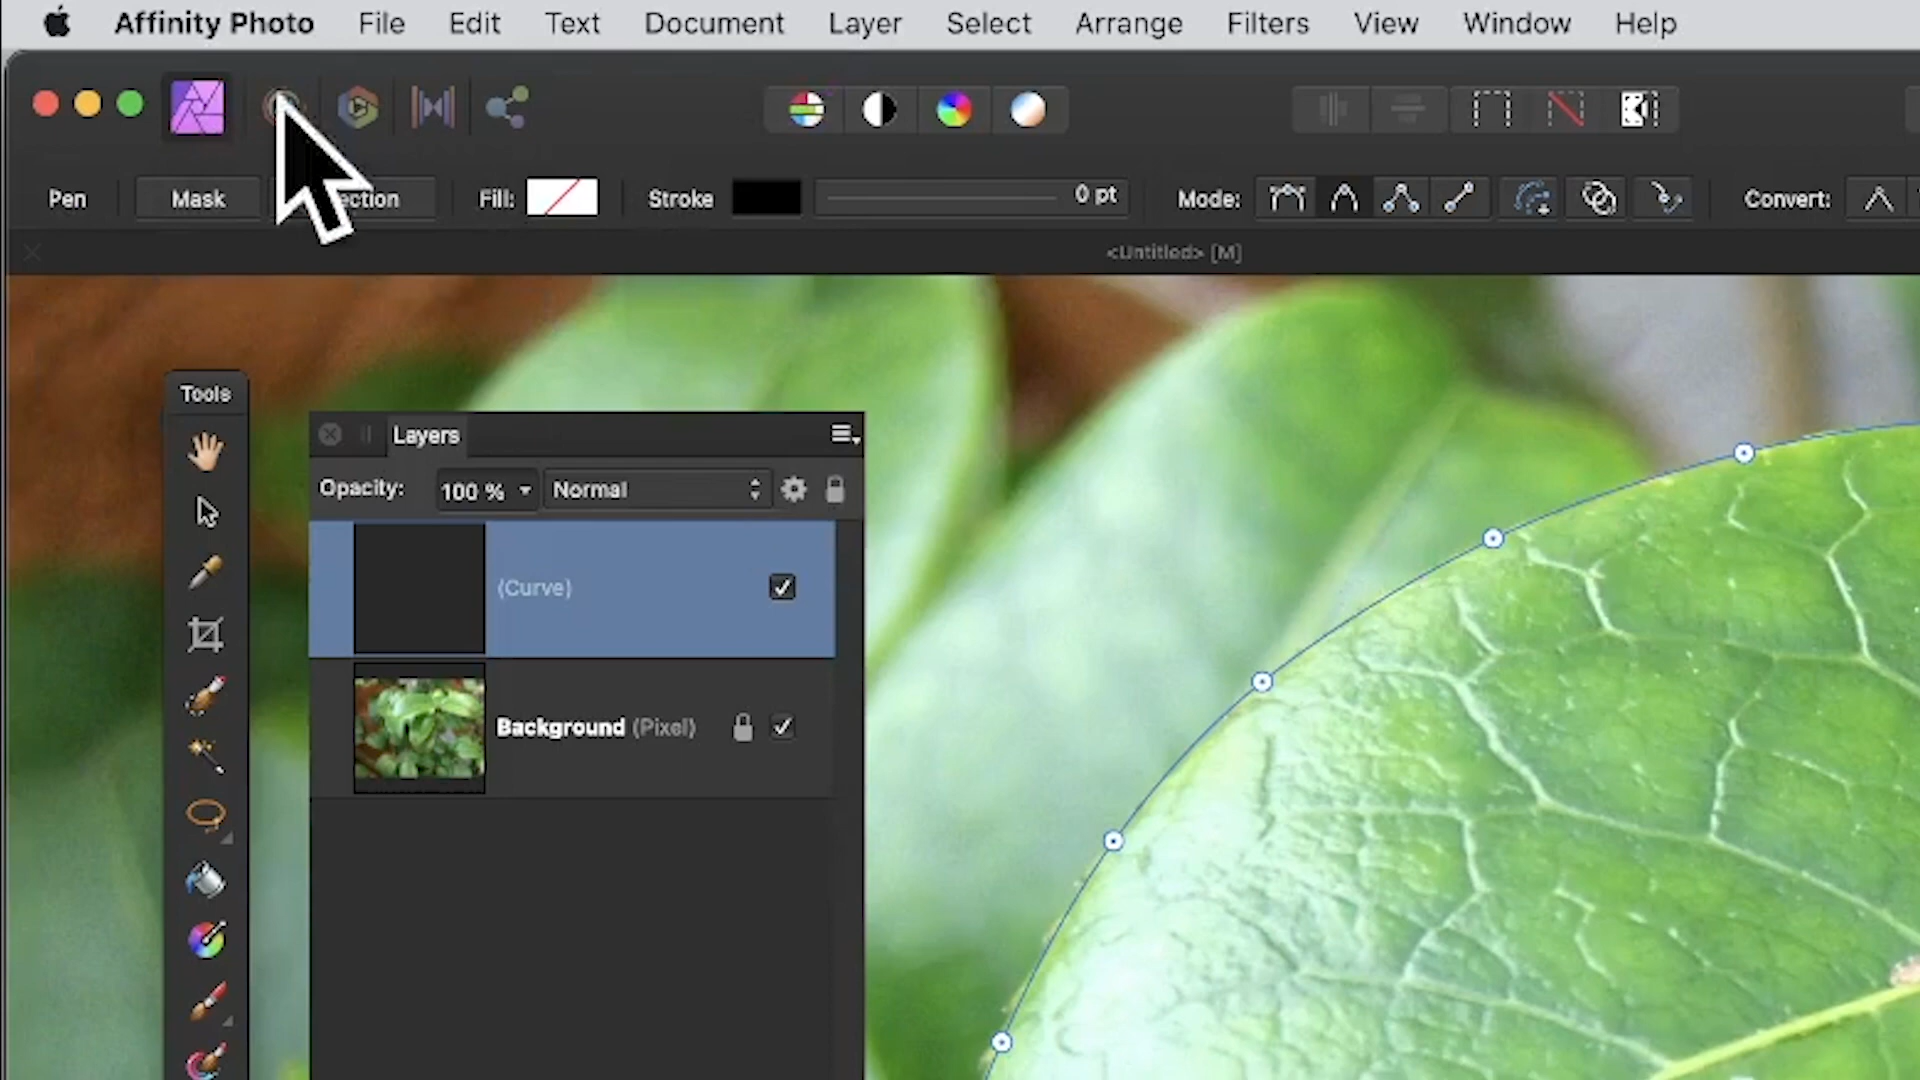 Affinity Photo File Edit Text Document Layer Select Arrange Filters View Window Help
Pen Mask Fill: Stroke 0 pt Mode: Convert:
<Untitled> [M]
Tools
Layers
Opacity: 100 % Normal
(Curve)
Background (Pixel)